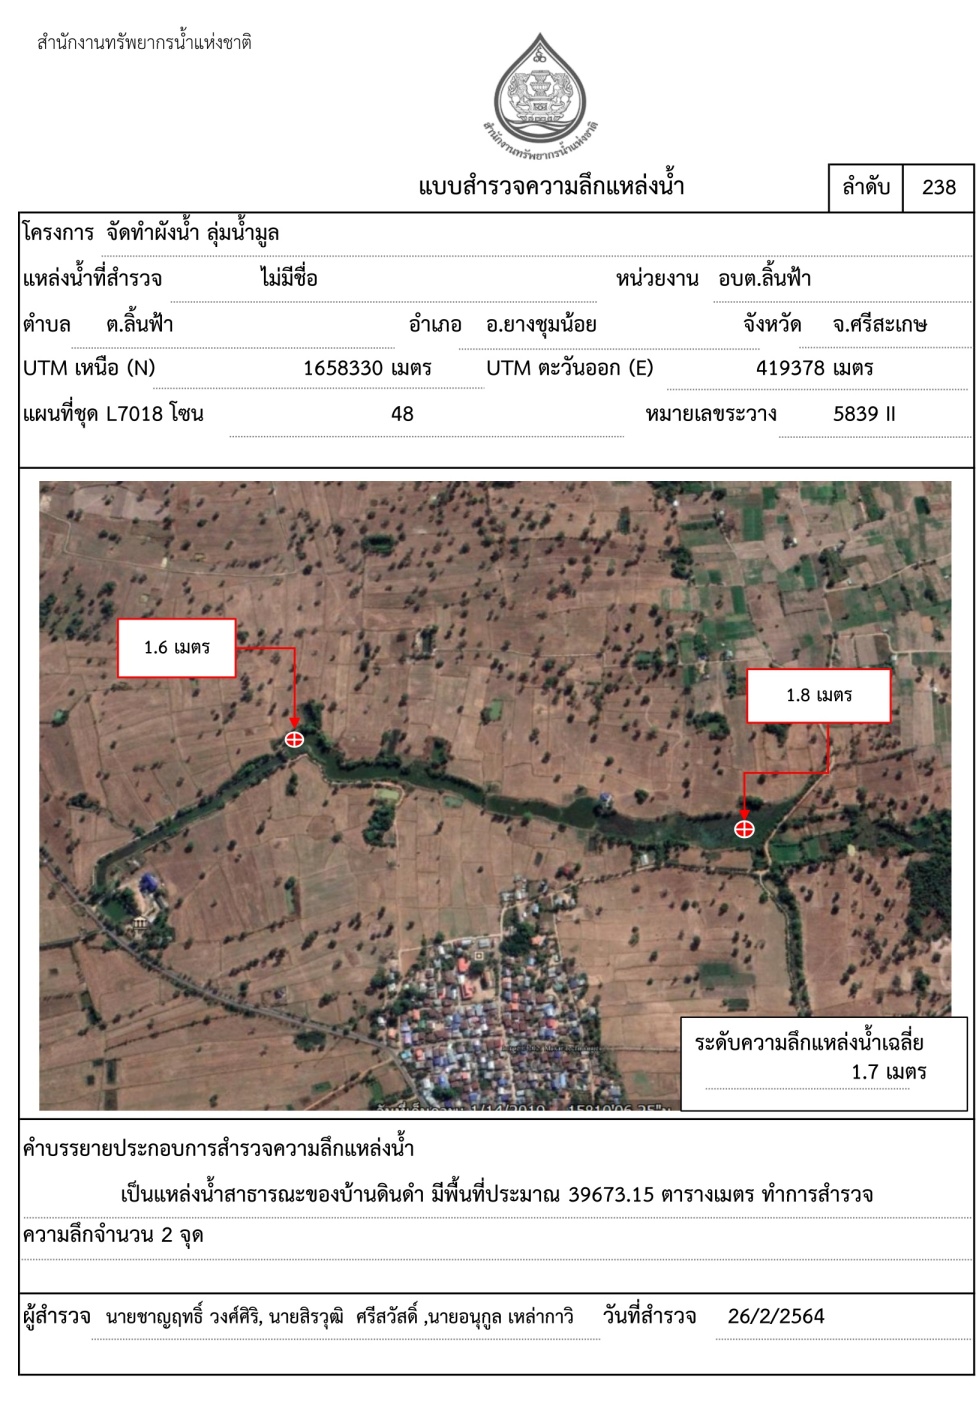 สำนักงานทรัพยากรน้ำแห่งชาติ
สำนักงานทรัพยากรน้ำแห่งชาติ
แบบสำรวจความลึกแหล่งน้ำ ลำดับ 238
โครงการ จัดทำผังน้ำ ลุ่มน้ำมูล
แหล่งน้ำที่สำรวจ ไม่มีชื่อ หน่วยงาน อบต.ลิ้นฟ้า
ตำบล ต.ลิ้นฟ้า อำเภอ อ.ยางชุมน้อย จังหวัด จ.ศรีสะเกษ
UTM เหนือ (N) 1658330 เมตร UTM ตะวันออก (E) 419378 เมตร
แผนที่ชุด L7018 โซน 48 หมายเลขระวาง 5839 II
1.6 เมตร
1.8 เมตร
ระดับความลึกแหล่งน้ำเฉลี่ย
1.7 เมตร
คำบรรยายประกอบการสำรวจความลึกแหล่งน้ำ
เป็นแหล่งน้ำสาธารณะของบ้านดินดำ มีพื้นที่ประมาณ 39673.15 ตารางเมตร ทำการสำรวจ
ความลึกจำนวน 2 จุด
ผู้สำรวจ นายชาญฤทธิ์ วงศ์ศิริ, นายสิรวุฒิ ศรีสวัสดิ์ ,นายอนุกูล เหล่ากาวิ วันที่สำรวจ 26/2/2564